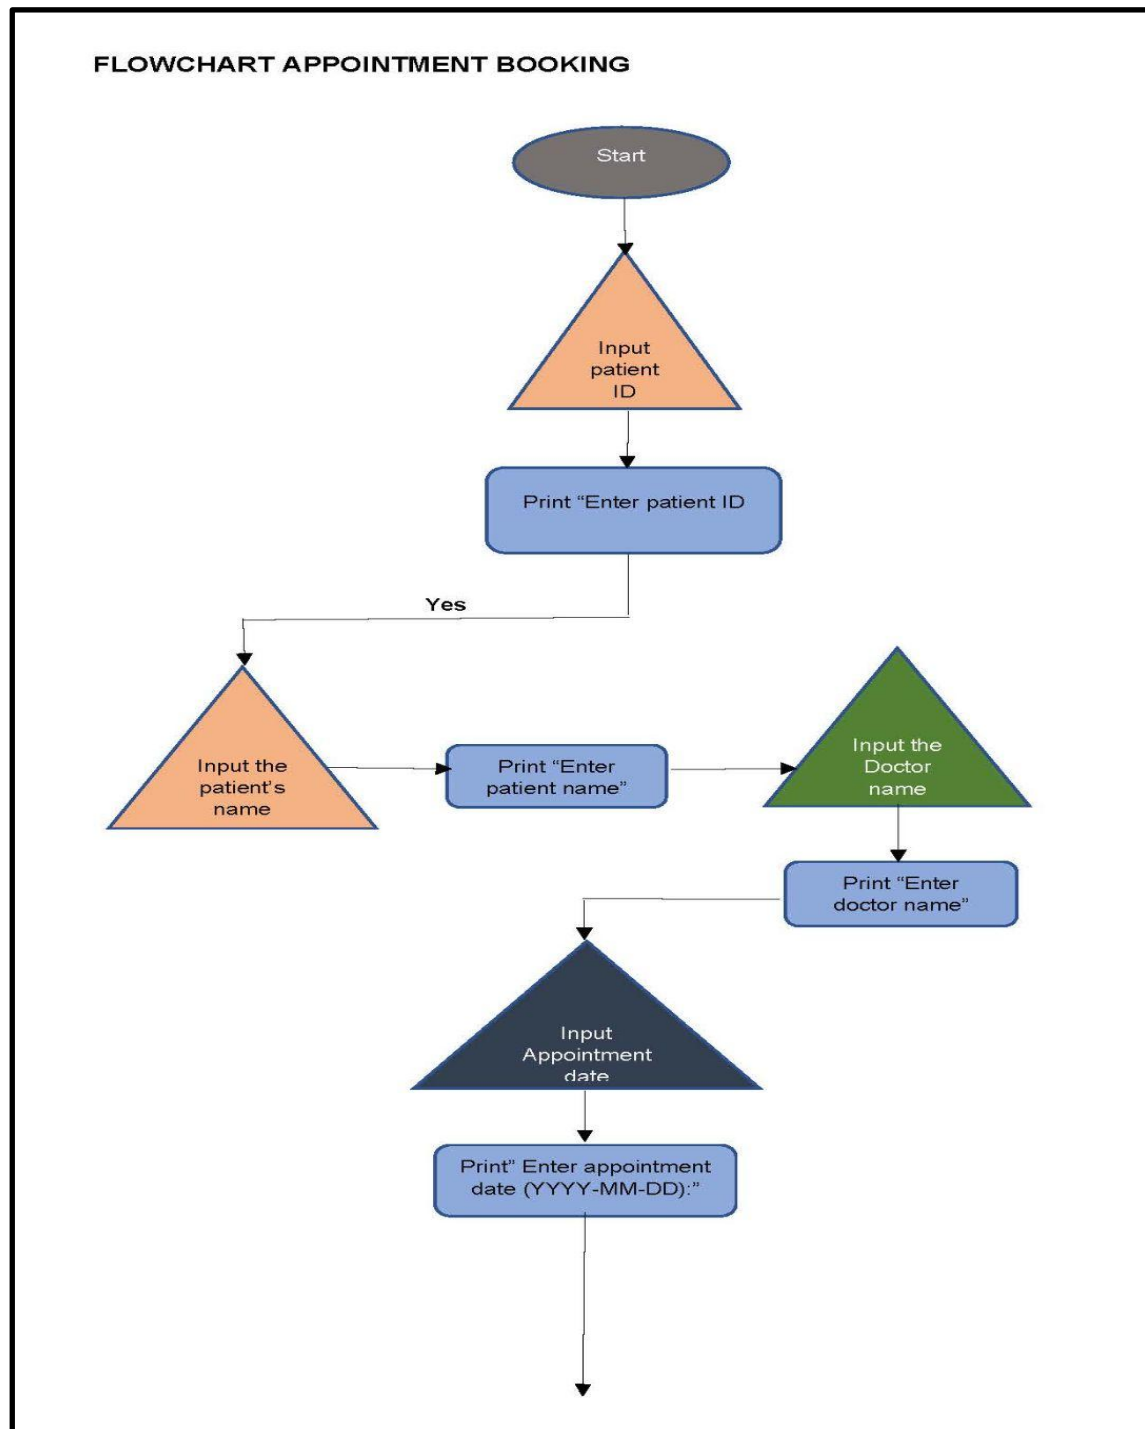 FLOWCHART APPOINTMENT BOOKING
Start
Input
patient
ID
Print “Enter patient ID
Yes
Input the
patient’s
name
Print “Enter
patient name”
Input the
Doctor
name
Print “Enter
doctor name”
Input
Appointment
date
Print” Enter appointment
date (YYYY-MM-DD):”